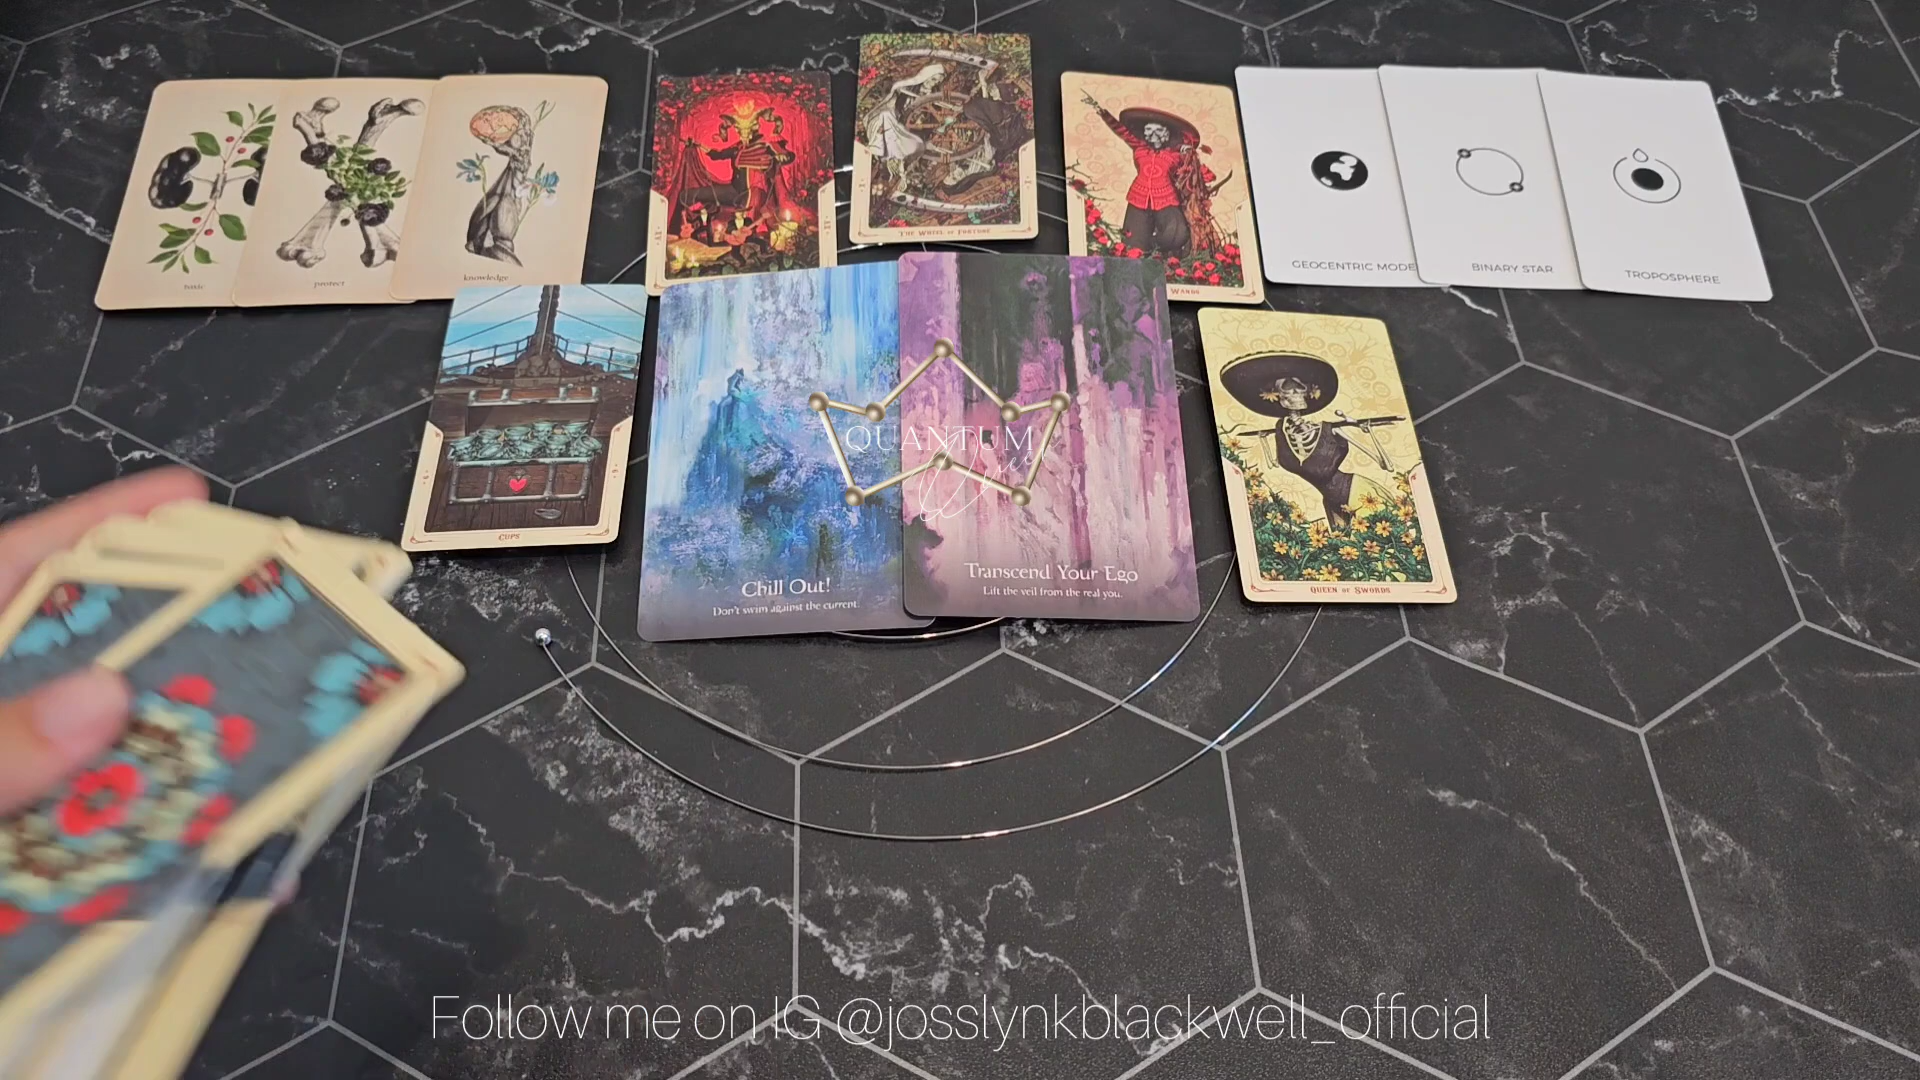 toxic
protect
knowledge
THE WHEEL OF FORTUNE
WANDS
GEOCENTRIC MODE
BINARY STAR
TROPOSPHERE
CUPS
QUANTUM
Chill Out!
Don't swim against the current.
Transcend Your Ego
Lift the veil from the real you.
QUEEN OF SWORDS
Follow me on IG @josslynkblackwell_official